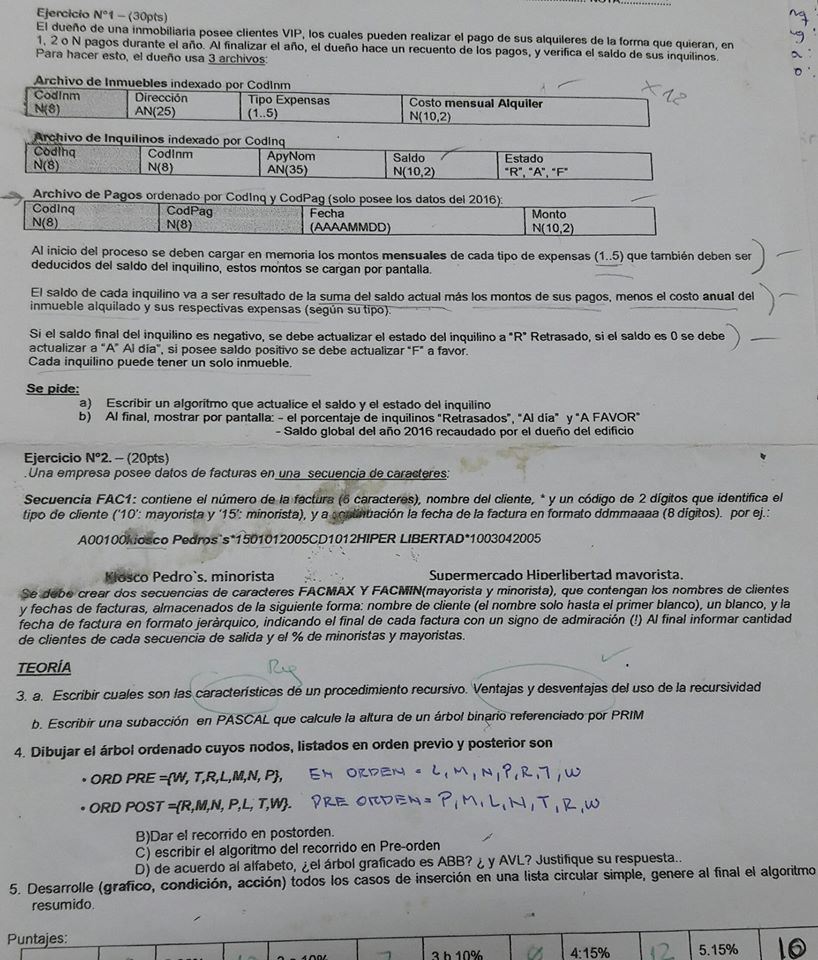 Ejercicio N°1 – (30pts)
El dueño de una inmobiliaria posee clientes VIP, los cuales pueden realizar el pago de sus alquileres de la forma que quieran, en
1, 2 o N pagos durante el año. Al finalizar el año, el dueño hace un recuento de los pagos, y verifica el saldo de sus inquilinos.
Para hacer esto, el dueño usa 3 archivos:
Archivo de Inmuebles indexado por CodInm
CodInm Dirección Tipo Expensas Costo mensual Alquiler
N(8) AN(25) (1..5) N(10,2)
Archivo de Inquilinos indexado por CodInq
CodInq CodInm ApyNom Saldo Estado
N(8) N(8) AN(35) N(10,2) "R", "A", "F"
Archivo de Pagos ordenado por CodInq y CodPag (solo posee los datos del 2016):
CodInq CodPag Fecha Monto
N(8) N(8) (AAAAMMDD) N(10,2)
Al inicio del proceso se deben cargar en memoria los montos mensuales de cada tipo de expensas (1..5) que también deben ser
deducidos del saldo del inquilino, estos montos se cargan por pantalla.
El saldo de cada inquilino va a ser resultado de la suma del saldo actual más los montos de sus pagos, menos el costo anual del
inmueble alquilado y sus respectivas expensas (según su tipo).
Si el saldo final del inquilino es negativo, se debe actualizar el estado del inquilino a "R" Retrasado, si el saldo es 0 se debe
actualizar a "A" Al día", si posee saldo positivo se debe actualizar "F" a favor.
Cada inquilino puede tener un solo inmueble.
Se pide:
a) Escribir un algoritmo que actualice el saldo y el estado del inquilino
b) Al final, mostrar por pantalla: - el porcentaje de inquilinos "Retrasados", "Al día" y "A FAVOR"
- Saldo global del año 2016 recaudado por el dueño del edificio
Ejercicio N°2. – (20pts)
.Una empresa posee datos de facturas en una secuencia de caracteres:
Secuencia FAC1: contiene el número de la factura (6 caracteres), nombre del cliente, * y un código de 2 dígitos que identifica el
tipo de cliente ('10': mayorista y '15': minorista), y a continuación la fecha de la factura en formato ddmmaaaa (8 dígitos). por ej.:
A00100kiosco Pedros`s*1501012005CD1012HIPER LIBERTAD*1003042005
Kiosco Pedro`s. minorista Supermercado Hiperlibertad mayorista.
Se debe crear dos secuencias de caracteres FACMAX Y FACMIN(mayorista y minorista), que contengan los nombres de clientes
y fechas de facturas, almacenados de la siguiente forma: nombre de cliente (el nombre solo hasta el primer blanco), un blanco, y la
fecha de factura en formato jeràrquico, indicando el final de cada factura con un signo de admiración (!) Al final informar cantidad
de clientes de cada secuencia de salida y el % de minoristas y mayoristas.
TEORÍA
3. a. Escribir cuales son las características de un procedimiento recursivo. Ventajas y desventajas del uso de la recursividad
b. Escribir una subacción en PASCAL que calcule la altura de un árbol binario referenciado por PRIM
4. Dibujar el árbol ordenado cuyos nodos, listados en orden previo y posterior son
• ORD PRE ={W, T,R,L,M,N, P}, EN ORDEN = L, M, N, P, R, T, W
• ORD POST ={R,M,N, P,L, T,W}. PRE ORDEN= P, M, L, N, T, R, W
B)Dar el recorrido en postorden.
C) escribir el algoritmo del recorrido en Pre-orden
D) de acuerdo al alfabeto, ¿el árbol graficado es ABB? ¿ y AVL? Justifique su respuesta..
5. Desarrolle (grafico, condición, acción) todos los casos de inserción en una lista circular simple, genere al final el algoritmo
resumido.
Puntajes:
3 b 10% 4:15% 12 5.15% 10